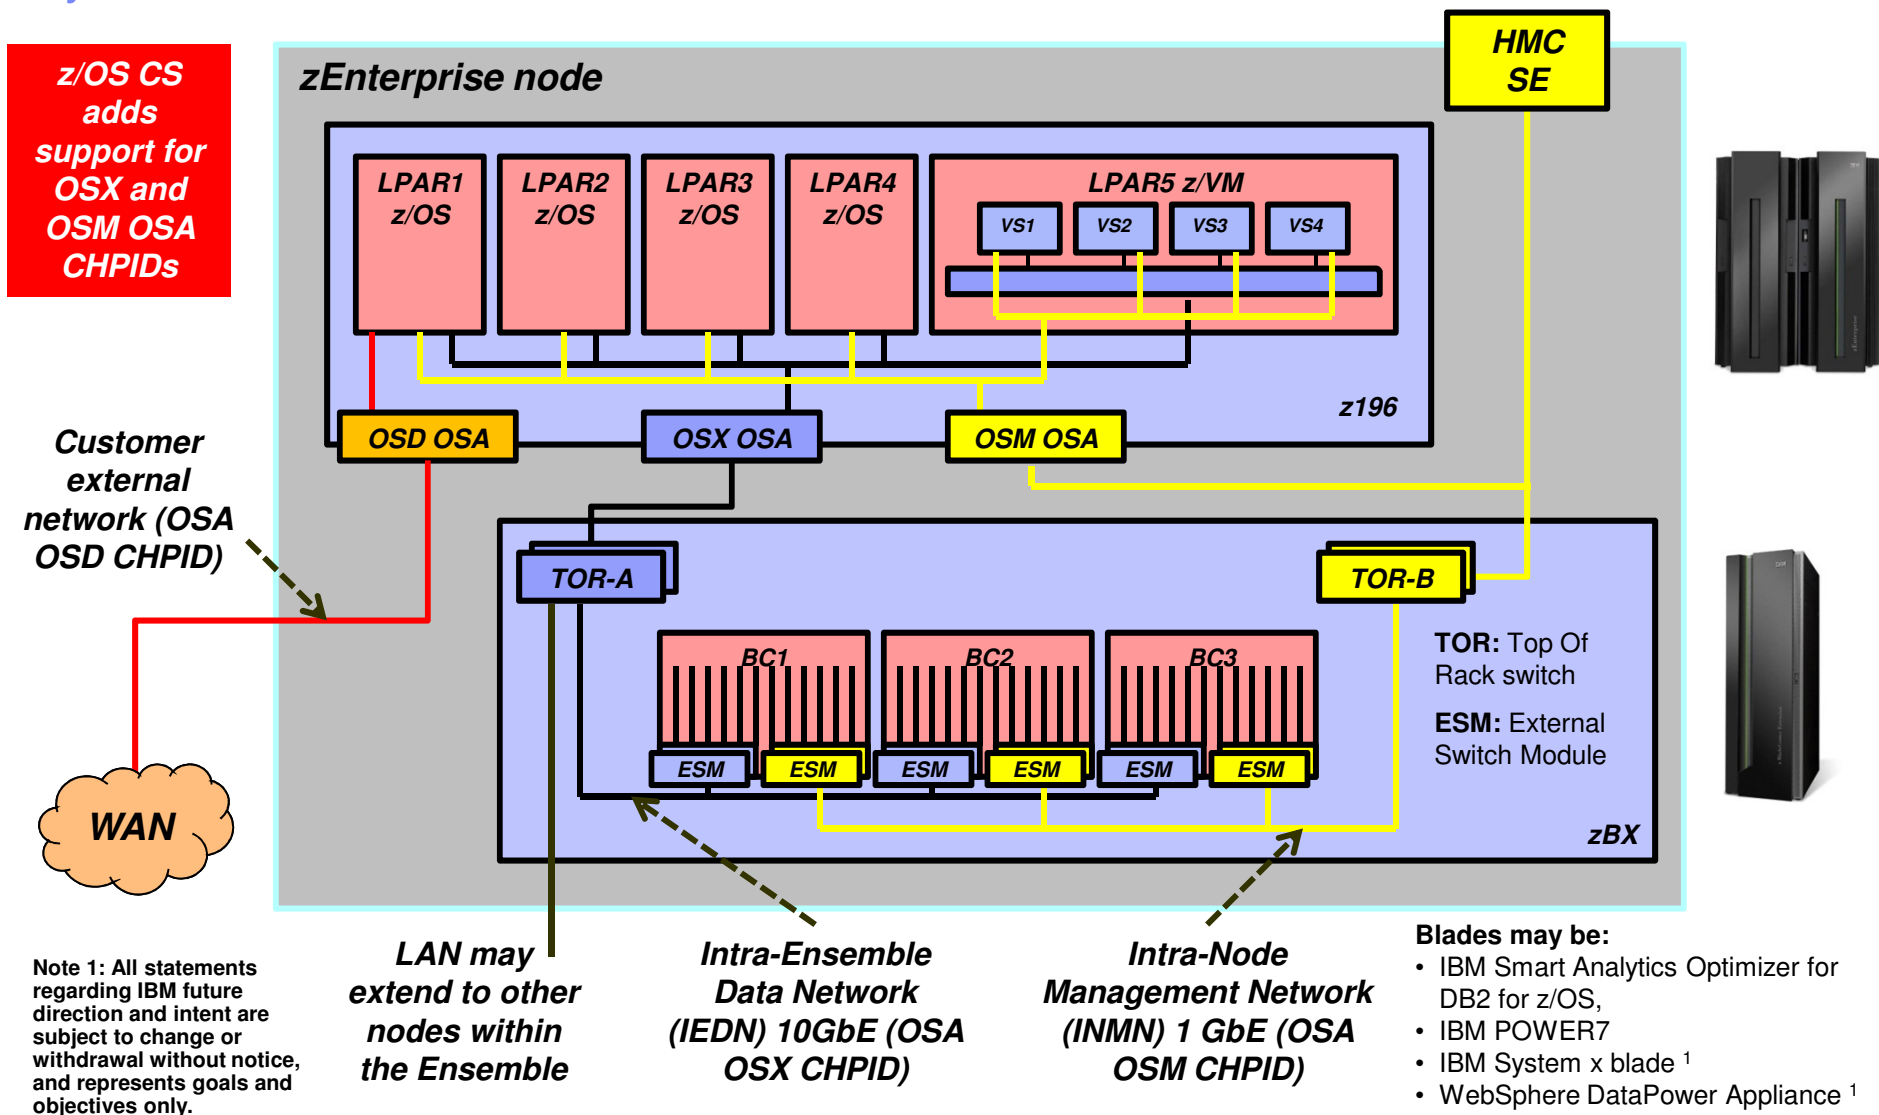 z/OS CS
adds
support for
OSX and
OSM OSA
CHPIDs
zEnterprise node
HMC
SE
LPAR1
z/OS
LPAR2
z/OS
LPAR3
z/OS
LPAR4
z/OS
LPAR5 z/VM
VS1
VS2
VS3
VS4
z196
OSD OSA
OSX OSA
OSM OSA
Customer
external
network (OSA
OSD CHPID)
TOR-A
TOR-B
BC1
BC2
BC3
ESM
ESM
ESM
ESM
ESM
ESM
TOR: Top Of
Rack switch
ESM: External
Switch Module
zBX
WAN
Note 1: All statements
regarding IBM future
direction and intent are
subject to change or
withdrawal without notice,
and represents goals and
objectives only.
LAN may
extend to other
nodes within
the Ensemble
Intra-Ensemble
Data Network
(IEDN) 10GbE (OSA
OSX CHPID)
Intra-Node
Management Network
(INMN) 1 GbE (OSA
OSM CHPID)
Blades may be:
• IBM Smart Analytics Optimizer for
DB2 for z/OS,
• IBM POWER7
• IBM System x blade ¹
• WebSphere DataPower Appliance ¹